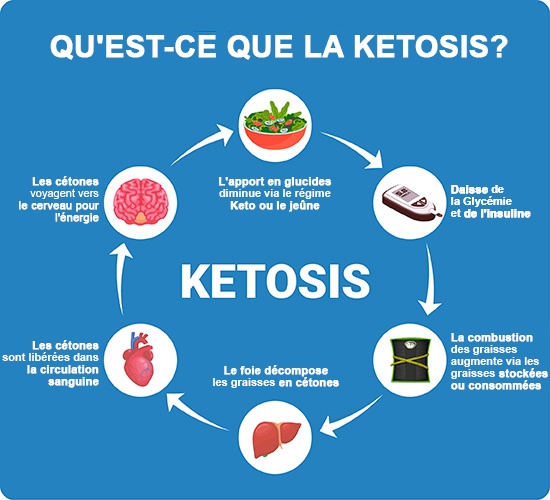 QU'EST-CE QUE LA KETOSIS?
L'apport en glucides
diminue via le régime
Keto ou le jeûne
Daisse de
la Glycémie
et de l'insuline
La combustion
des graisses
augmente via les
graisses stockées
ou consommées
Le foie décompose
les graisses en cétones
Les cétones
sont libérées dans
la circulation
sanguine
Les cétones
voyagent vers
le cerveau pour
l'énergie
KETOSIS